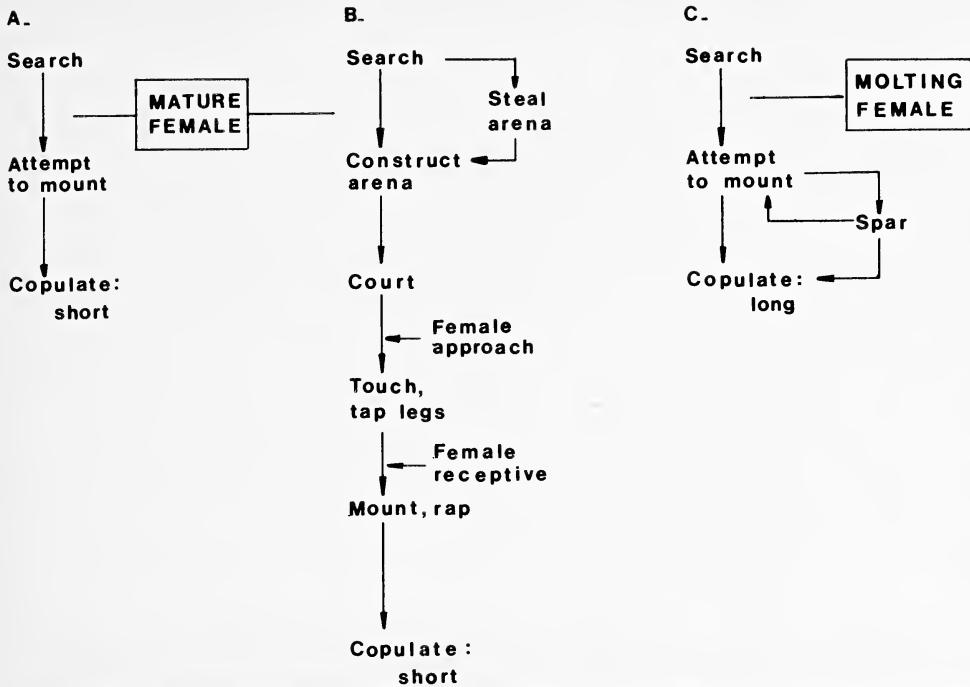 A.
Search
MATURE
FEMALE
Attempt
to mount
Copulate:
short
B.
Search
Steal
arena
Construct
arena
Court
Female
approach
Touch,
tap legs
Female
receptive
Mount, rap
Copulate:
short
C.
Search
MOLTING
FEMALE
Attempt
to mount
Spar
Copulate:
long